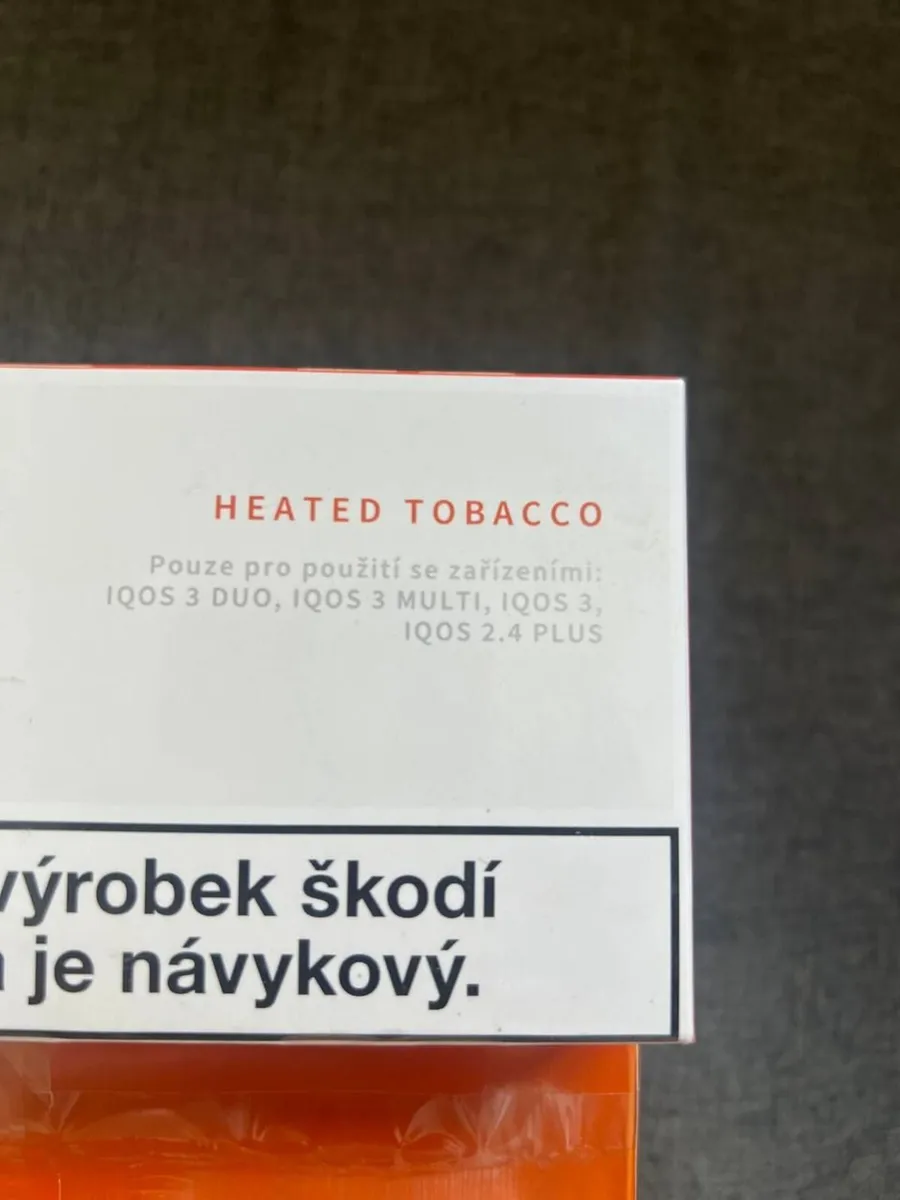 HEATED TOBACCO
Pouze pro použití se zařízeními:
IQOS 3 DUO, IQOS 3 MULTI, IQOS 3,
IQOS 2.4 PLUS
výrobek škodí
je návykový.